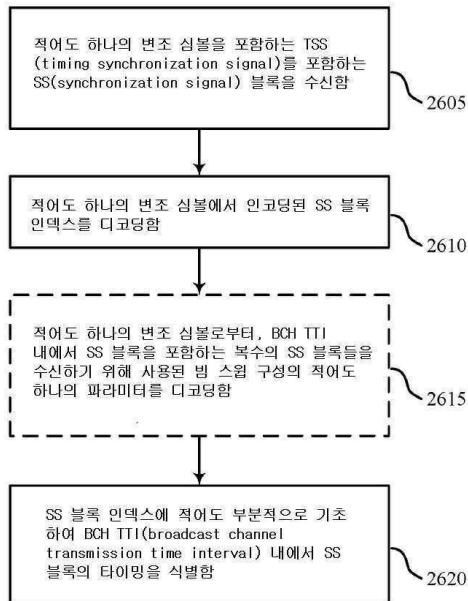 적어도 하나의 변조 심볼을 포함하는 TSS
(timing synchronization signal)를 포함하는
SS(synchronization signal) 블록을 수신함
2605
적어도 하나의 변조 심볼에서 인코딩된 SS 블록
인덱스를 디코딩함
2610
적어도 하나의 변조 심볼로부터, BCH TTI
내에서 SS 블록을 포함하는 복수의 SS 블록들을
수신하기 위해 사용된 빔 스윕 구성의 적어도
하나의 파라미터를 디코딩함
2615
SS 블록 인덱스에 적어도 부분적으로 기초
하여 BCH TTI(broadcast channel
transmission time interval) 내에서 SS
블록의 타이밍을 식별함
2620